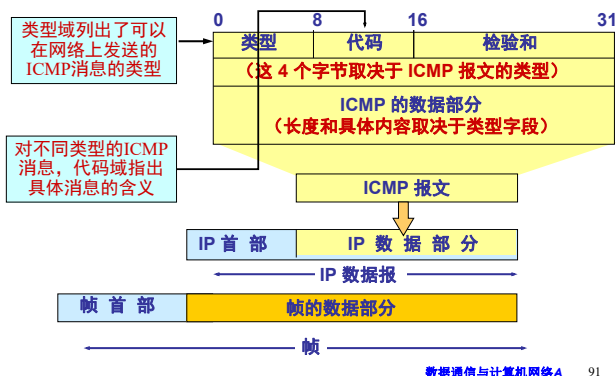 0 8 16 31
类型域列出了可以
在网络上发送的
ICMP消息的类型
类型 代码 检验和
（这 4 个字节取决于 ICMP 报文的类型）
ICMP 的数据部分
（长度和具体内容取决于类型字段）
对不同类型的ICMP
消息，代码域指出
具体消息的含义
ICMP 报文
IP 首 部 IP 数 据 部 分
IP 数据报
帧 首 部 帧的数据部分
帧
数据通信与计算机网络A 91